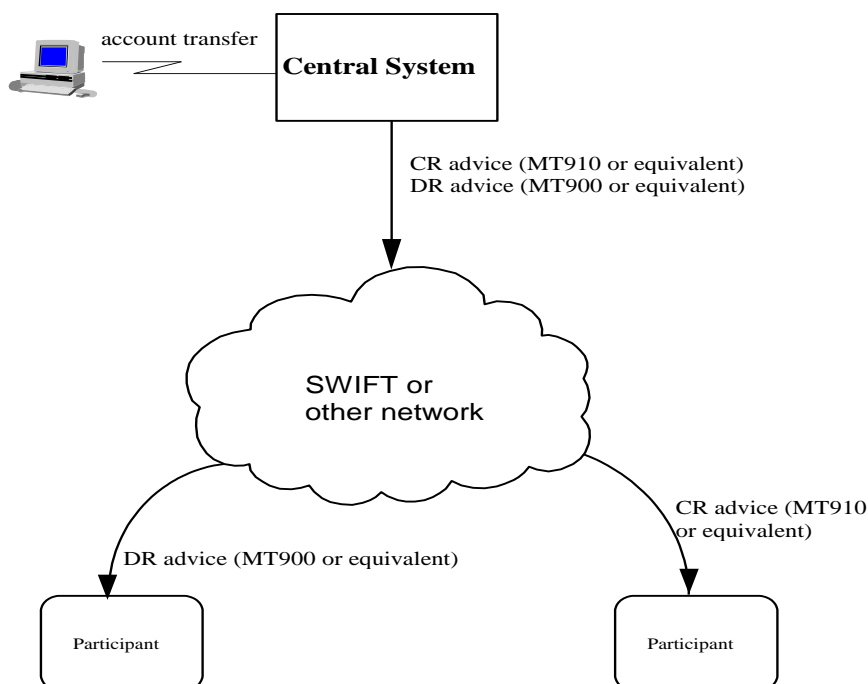 account transfer
Central System
CR advice (MT910 or equivalent)
DR advice (MT900 or equivalent)
SWIFT or
other network
CR advice (MT910
or equivalent)
DR advice (MT900 or equivalent)
Participant
Participant